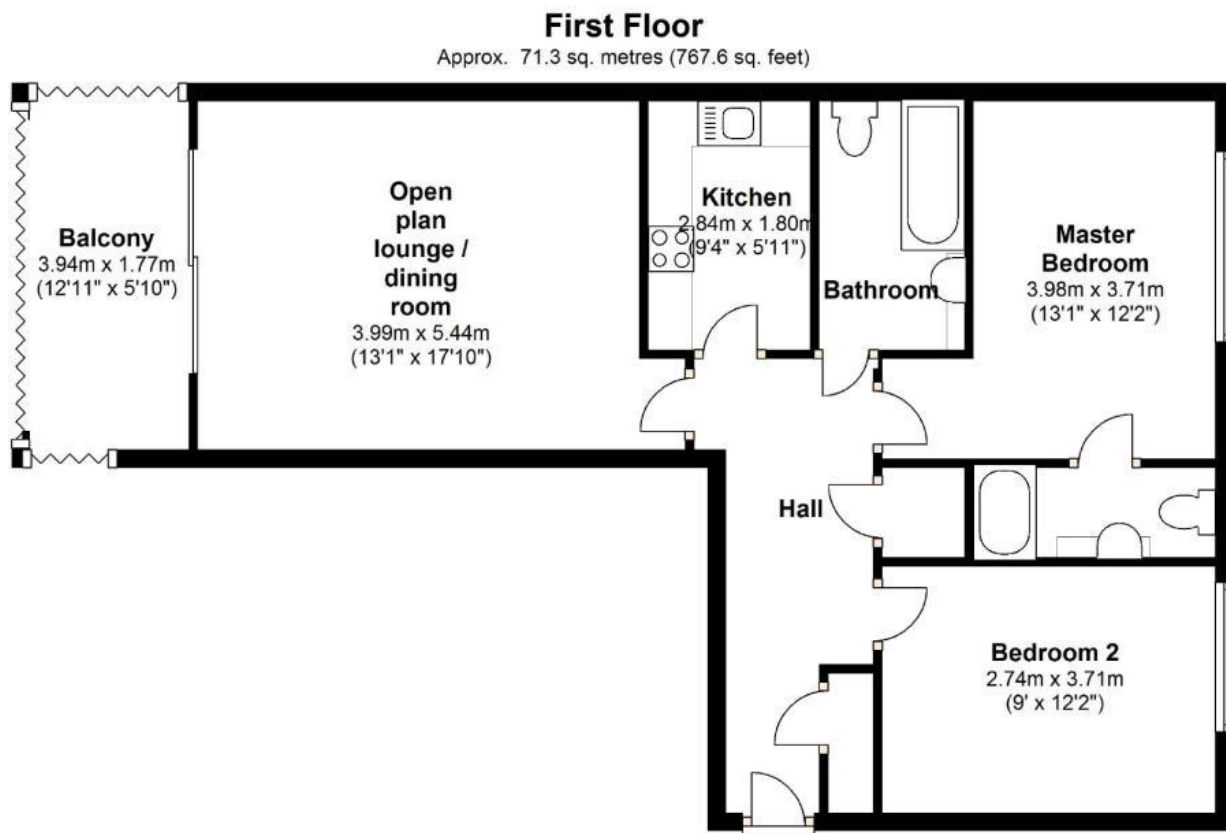 First Floor
Approx. 71.3 sq. metres (767.6 sq. feet)
Balcony
3.94m x 1.77m
(12'11" x 5'10")
Open
plan
lounge /
dining
room
3.99m x 5.44m
(13'1" x 17'10")
Kitchen
2.84m x 1.80m
(9'4" x 5'11")
Bathroom
Master
Bedroom
3.98m x 3.71m
(13'1" x 12'2")
Hall
Bedroom 2
2.74m x 3.71m
(9' x 12'2")